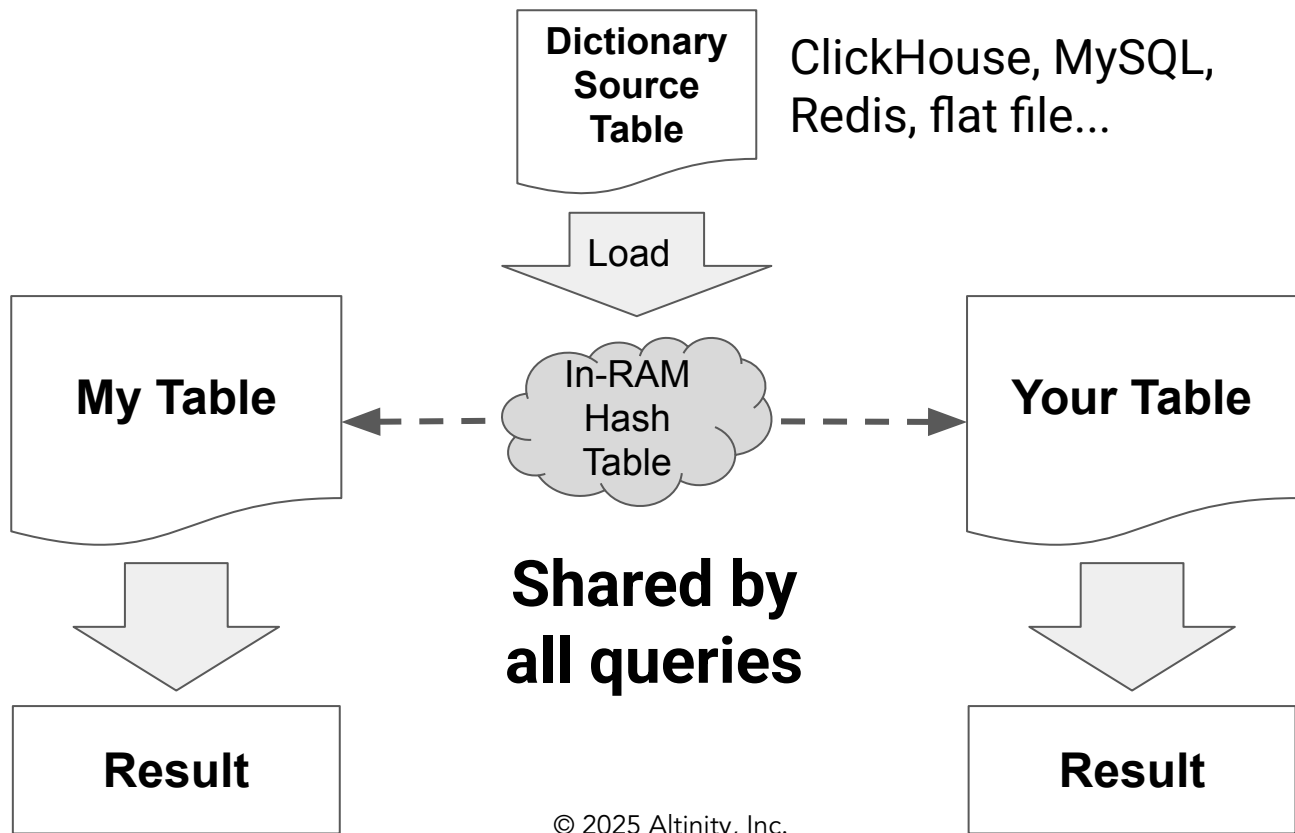 Dictionary
Source
Table
ClickHouse, MySQL,
Redis, flat file...
Load
My Table
In-RAM
Hash
Table
Your Table
Shared by
all queries
Result
Result
© 2025 Altinity, Inc.